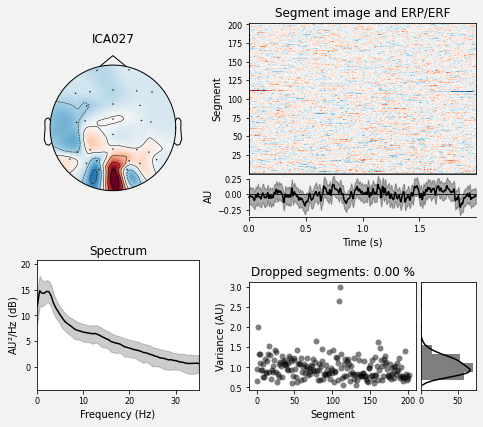 ICA027
Segment image and ERP/ERF
Segment
200
175
150
125
100
75
50
25
AU
0.25
0.00
−0.25
0.0 0.5 1.0 1.5
Time (s)
Spectrum
AU²/Hz (dB)
20
15
10
5
0
0 10 20 30
Frequency (Hz)
Dropped segments: 0.00 %
Variance (AU)
3.0
2.5
2.0
1.5
1.0
0.5
0 50 100 150 200
Segment
0 50